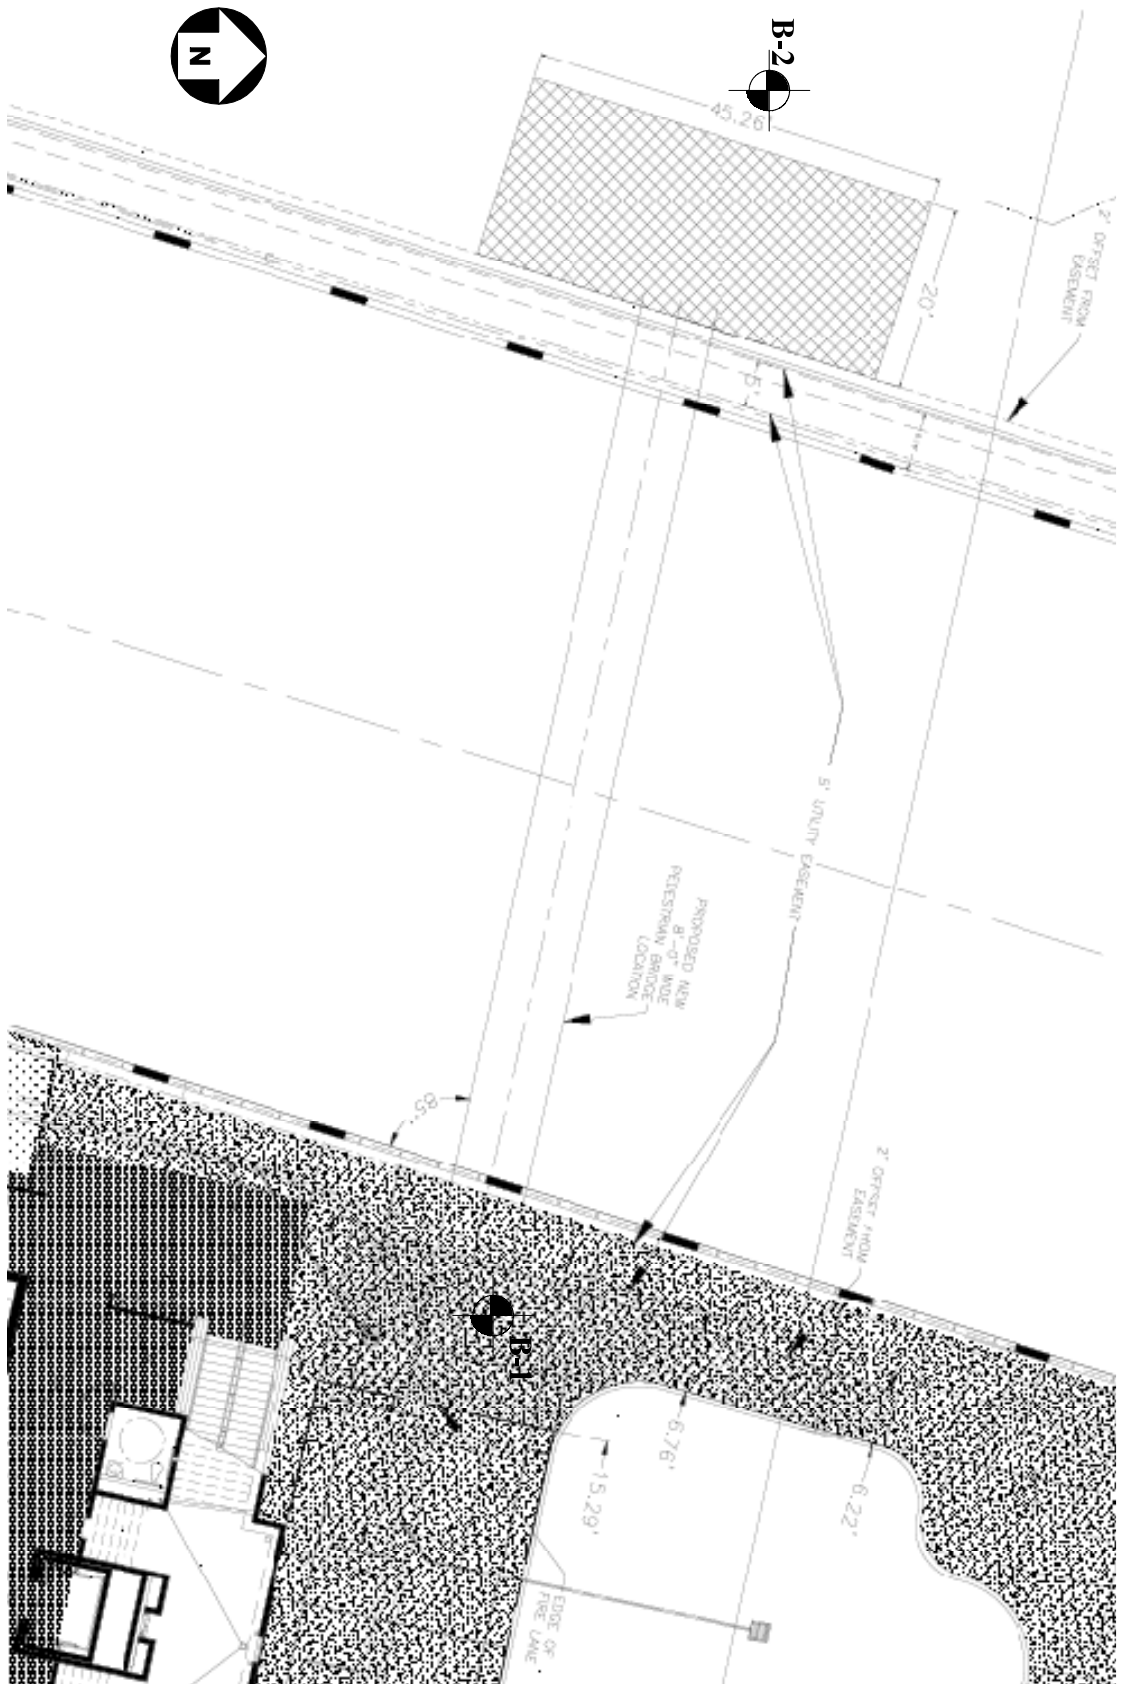 N
B-2
45.26'
20'
2' OFFSET FROM
EASEMENT
5'
5' UTILITY EASEMENT
PROPOSED NEW
8'-0" WIDE
PEDESTRIAN BRIDGE
LOCATION
85°
2' OFFSET FROM
EASEMENT
B-1
6.76'
6.22'
15.29'
EDGE OF
FIRE LANE